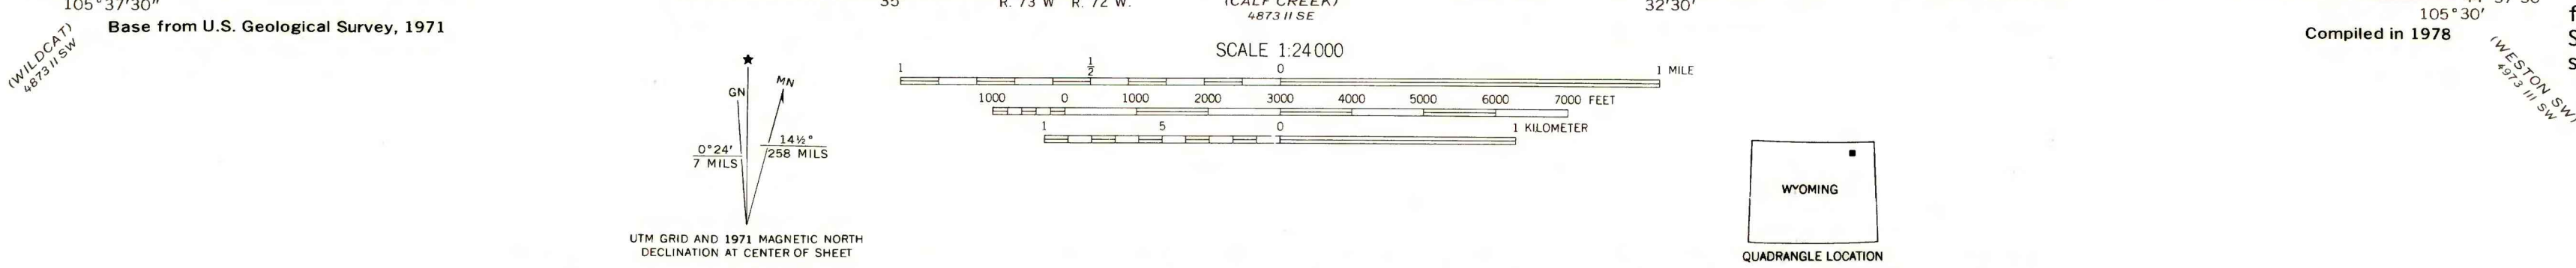 105°37'30"
35'
R. 73 W R. 72 W.
(CALF CREEK)
4873 II SE
32'30'
105°30'
Base from U.S. Geological Survey, 1971
Compiled in 1978
(WILDCAT)
4873 II SW
(WESTON SW)
4973 III SW
SCALE 1:24000
1 1/2 0 1 MILE
1000 0 1000 2000 3000 4000 5000 6000 7000 FEET
1 5 0 1 KILOMETER
★
GN
MN
0°24'
7 MILS
14½°
258 MILS
UTM GRID AND 1971 MAGNETIC NORTH
DECLINATION AT CENTER OF SHEET
WYOMING
QUADRANGLE LOCATION